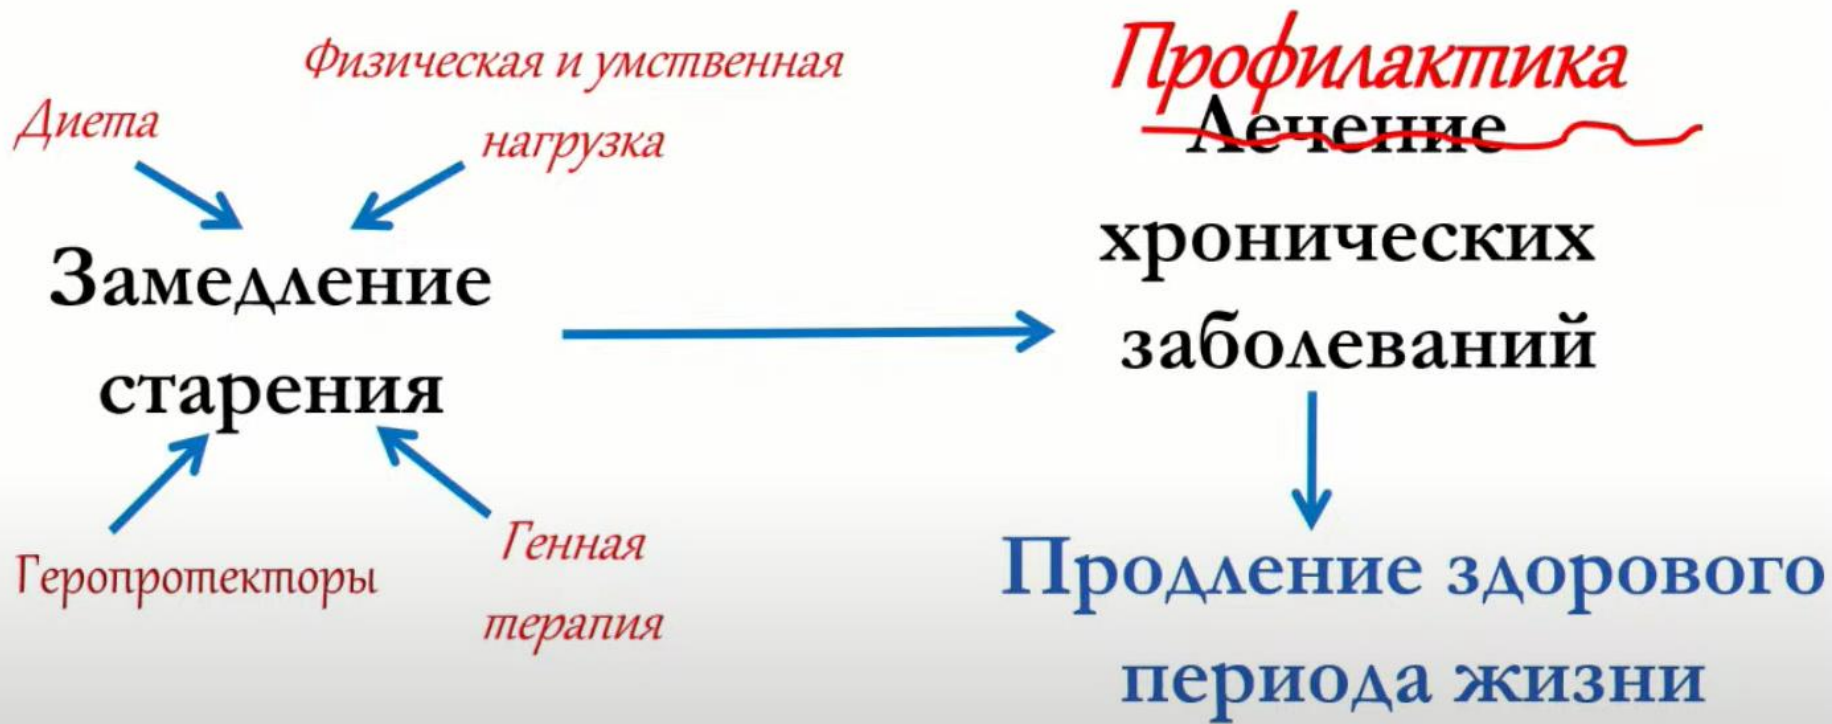 Физическая и умственная
нагрузка
Диета
Замедление
старения
Геропротекторы
Генная
терапия
Профилактика
Лечение
хронических
заболеваний
Продление здорового
периода жизни